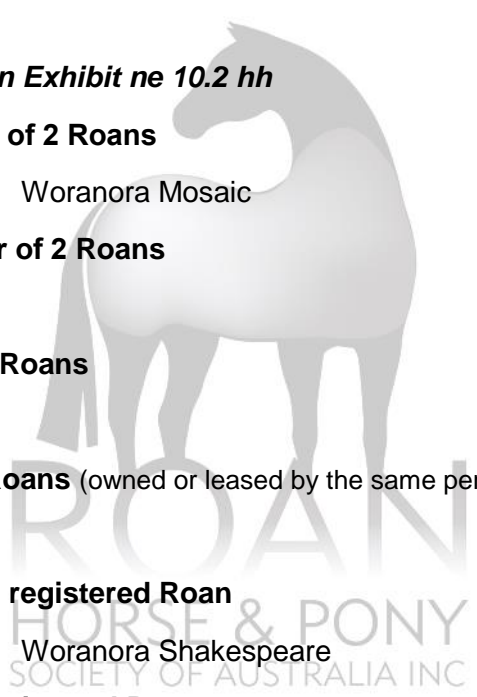 n Exhibit ne 10.2 hh
of 2 Roans
Woranora Mosaic
r of 2 Roans
Roans
oans (owned or leased by the same per
registered Roan
Woranora Shakespeare
ROAN
HORSE & PONY
SOCIETY OF AUSTRALIA INC